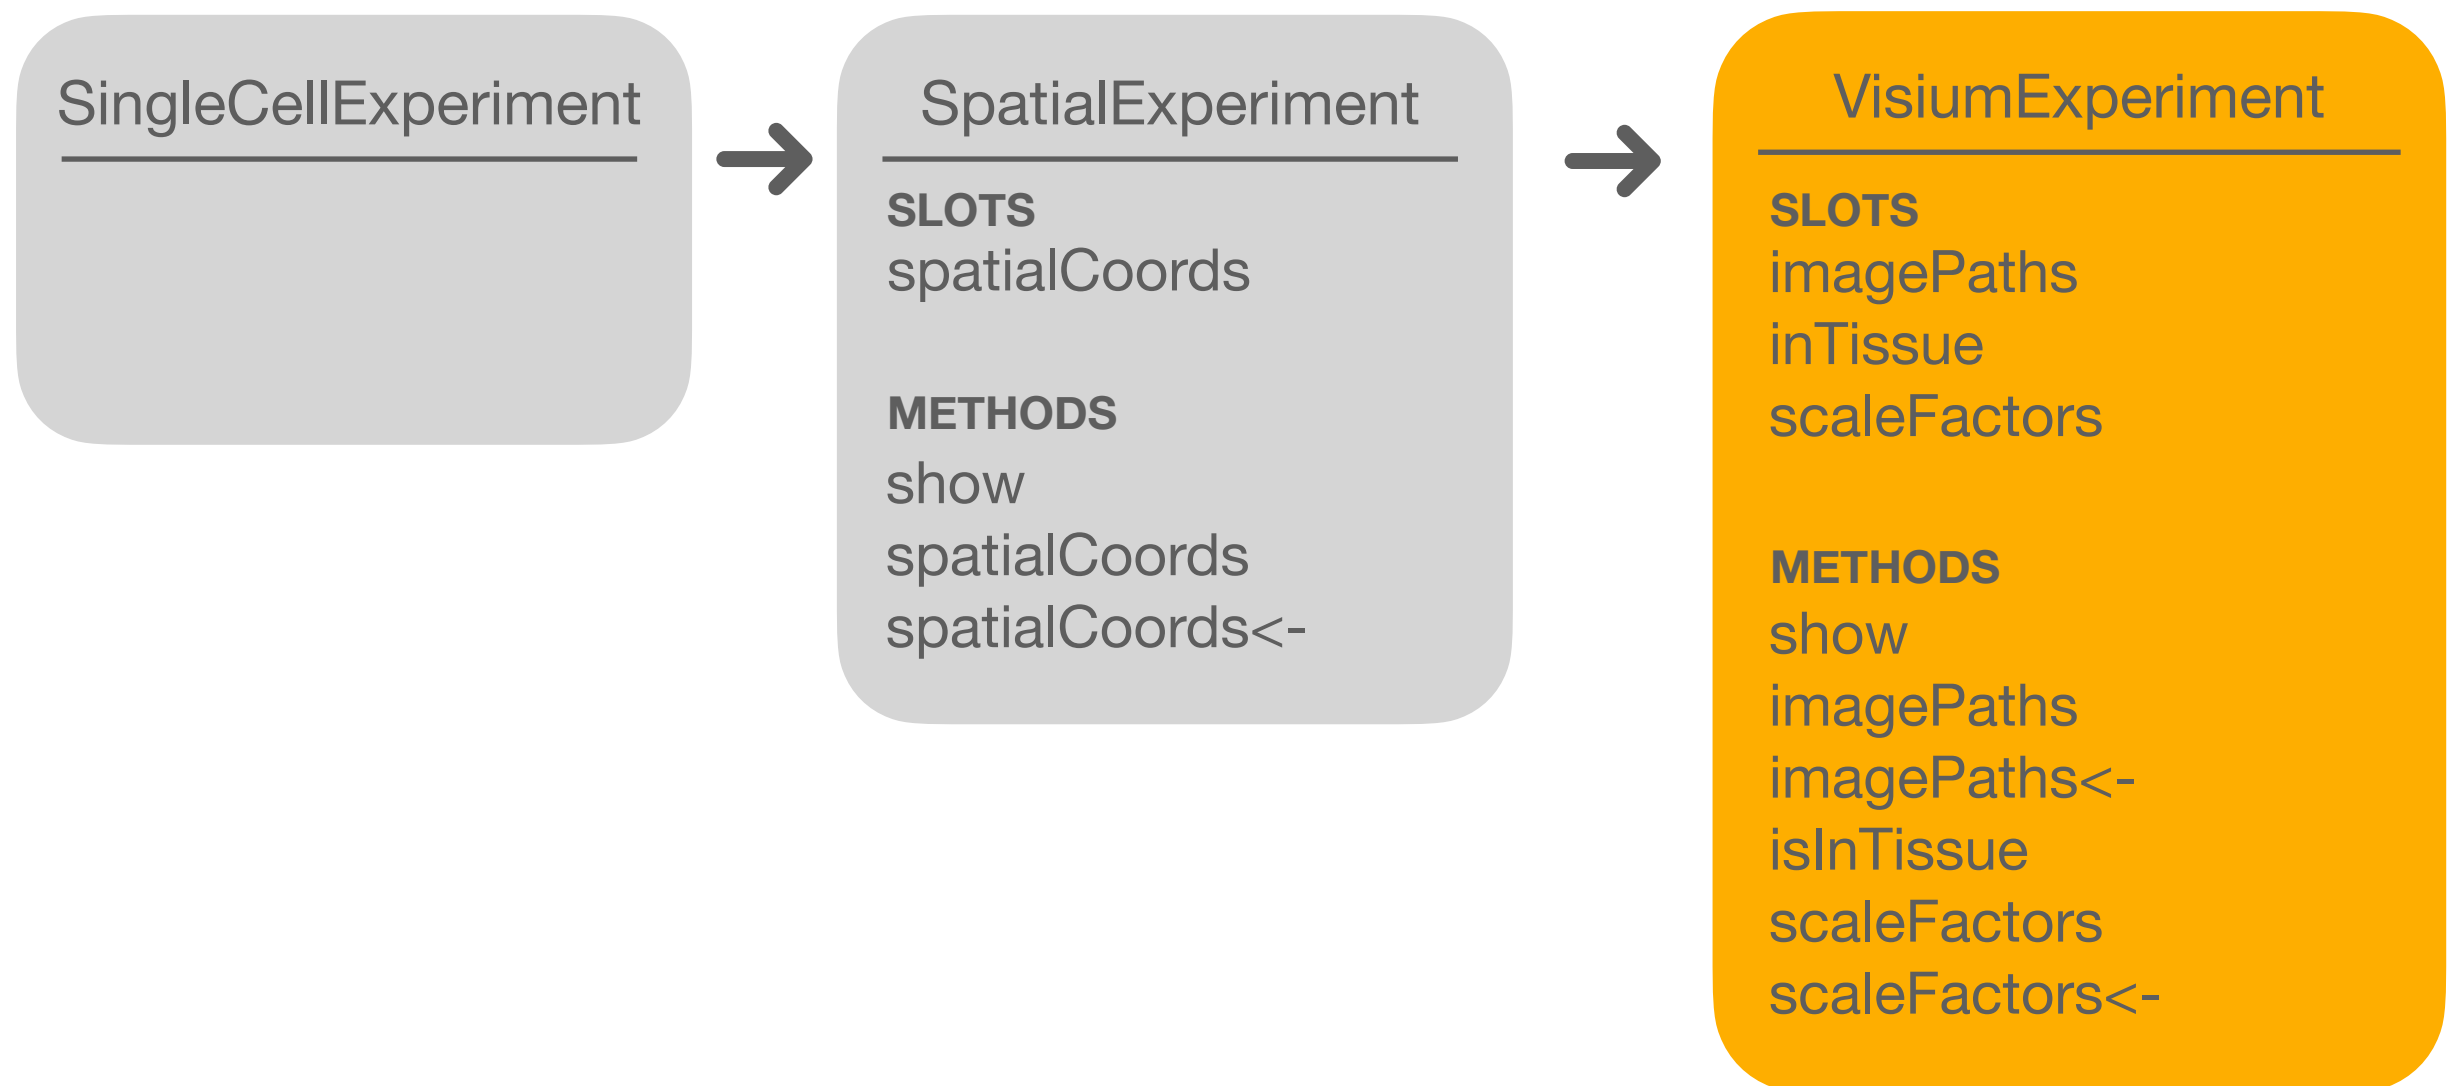 SingleCellExperiment
SpatialExperiment
SLOTS
spatialCoords
METHODS
show
spatialCoords
spatialCoords<-
VisiumExperiment
SLOTS
imagePaths
inTissue
scaleFactors
METHODS
show
imagePaths
imagePaths<-
isInTissue
scaleFactors
scaleFactors<-